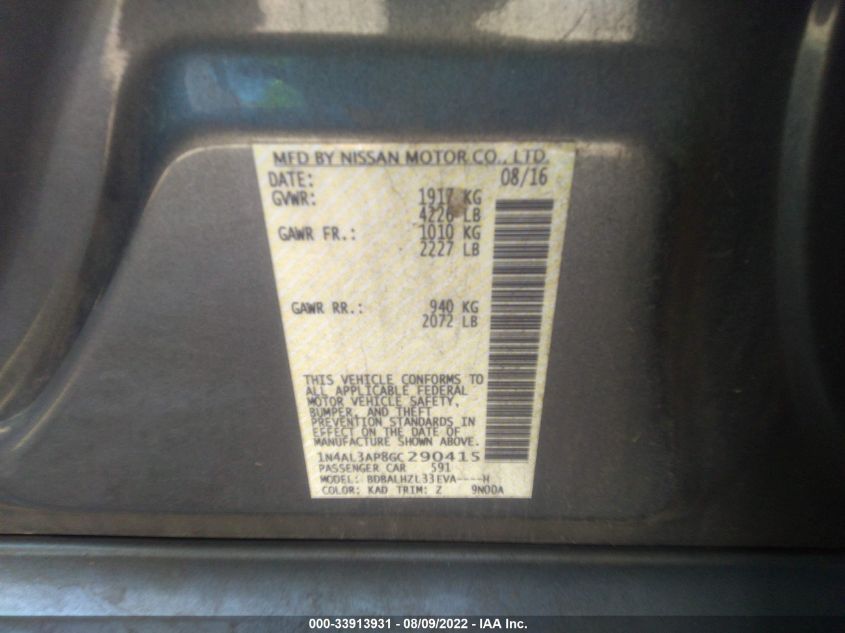 MFD BY NISSAN MOTOR CO., LTD.
DATE: 08/16
GVWR: 1917 KG
4226 LB
GAWR FR.: 1010 KG
2227 LB
GAWR RR.: 940 KG
2072 LB
THIS VEHICLE CONFORMS TO
ALL APPLICABLE FEDERAL
MOTOR VEHICLE SAFETY,
BUMPER, AND THEFT
PREVENTION STANDARDS IN
EFFECT ON THE DATE OF
MANUFACTURE SHOWN ABOVE.
1N4AL3AP8GC290415
PASSENGER CAR 591
MODEL: BDBALHZL33EVA----H
COLOR: KAD TRIM: Z 9N00A
000-33913931 - 08/09/2022 - IAA Inc.